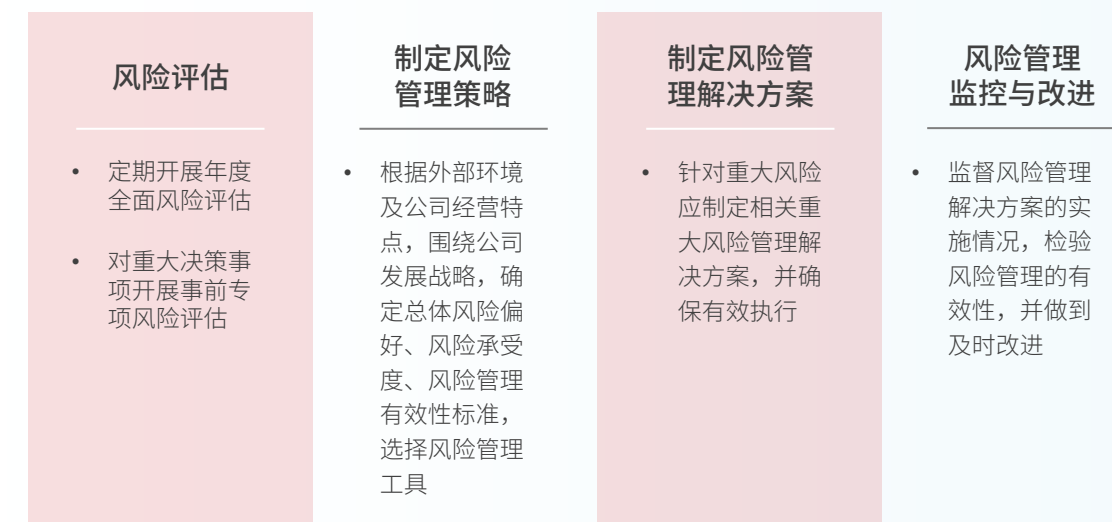 风险评估
• 定期开展年度
全面风险评估
• 对重大决策事
项开展事前专
项风险评估
制定风险
管理策略
• 根据外部环境
及公司经营特
点，围绕公司
发展战略，确
定总体风险偏
好、风险承受
度、风险管理
有效性标准，
选择风险管理
工具
制定风险管
理解决方案
• 针对重大风险
应制定相关重
大风险管理解
决方案，并确
保有效执行
风险管理
监控与改进
• 监督风险管理
解决方案的实
施情况，检验
风险管理的有
效性，并做到
及时改进